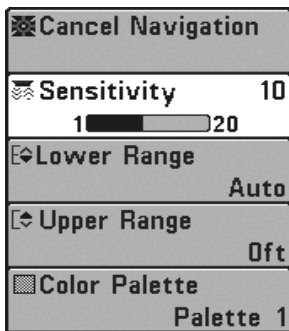 Cancel Navigation
Sensitivity 10
1 20
Lower Range
Auto
Upper Range
0ft
Color Palette
Palette 1